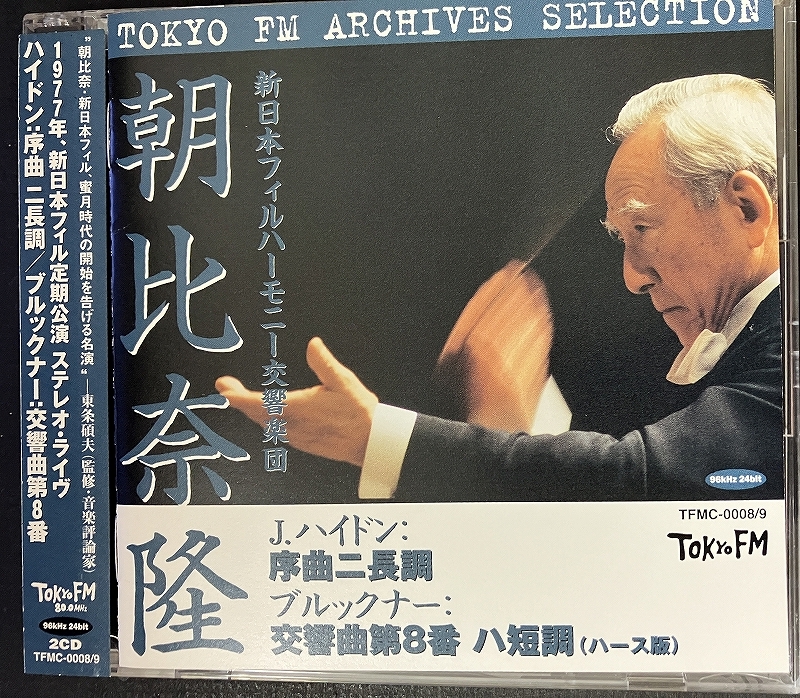 TOKYO FM ARCHIVES SELECTION
新日本フィルハーモニー交響楽団
朝比奈隆
96kHz 24bit
TFMC-0008/9
TOKYO FM
J.ハイドン:
序曲ニ長調
ブルックナー:
交響曲第8番 ハ短調(ハース版)
"朝比奈・新日本フィル、蜜月時代の開始を告げる名演"—東条碩夫(監修・音楽評論家)
1977年、新日本フィル定期公演 ステレオ・ライヴ
ハイドン:序曲 ニ長調/ブルックナー:交響曲第8番
TOKYO FM
80.0MHz
96kHz 24bit
2CD
TFMC-0008/9